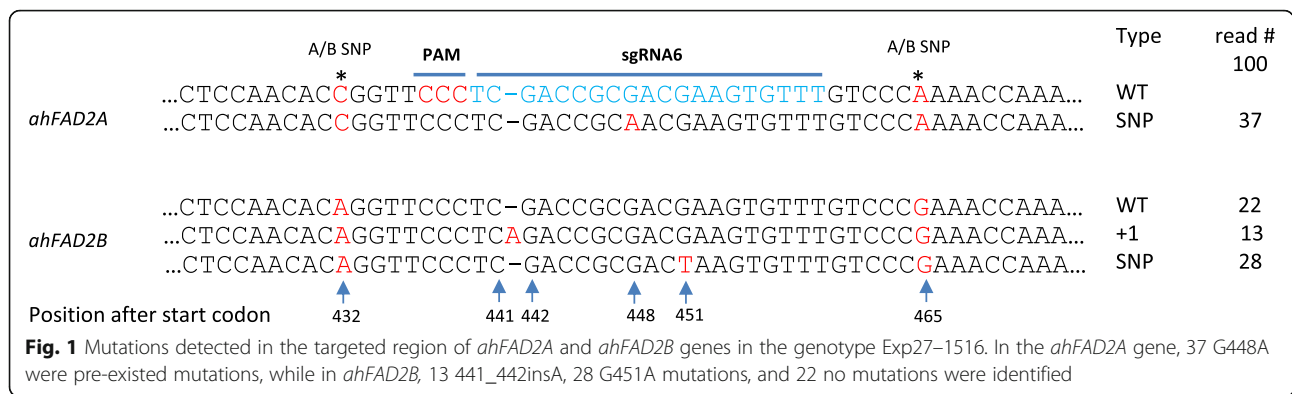 Type read #
A/B SNP PAM sgRNA6 A/B SNP 100
* *
...CTCCAACACCGGTTCCCTC–GACCGCGACGAAGTGTTTGTCCCAAAACCAAA... WT
ahFAD2A
...CTCCAACACCGGTTCCCTC–GACCGCAACGAAGTGTTTGTCCCAAAACCAAA... SNP 37
...CTCCAACACAGGTTCCCTC–GACCGCGACGAAGTGTTTGTCCCGAAACCAAA... WT 22
ahFAD2B
...CTCCAACACAGGTTCCCTCAGACCGCGACGAAGTGTTTGTCCCGAAACCAAA... +1 13
...CTCCAACACAGGTTCCCTC–GACCGCGACTAAGTGTTTGTCCCGAAACCAAA... SNP 28
Position after start codon 432 441 442 448 451 465
Fig. 1 Mutations detected in the targeted region of ahFAD2A and ahFAD2B genes in the genotype Exp27–1516. In the ahFAD2A gene, 37 G448A
were pre-existed mutations, while in ahFAD2B, 13 441_442insA, 28 G451A mutations, and 22 no mutations were identified